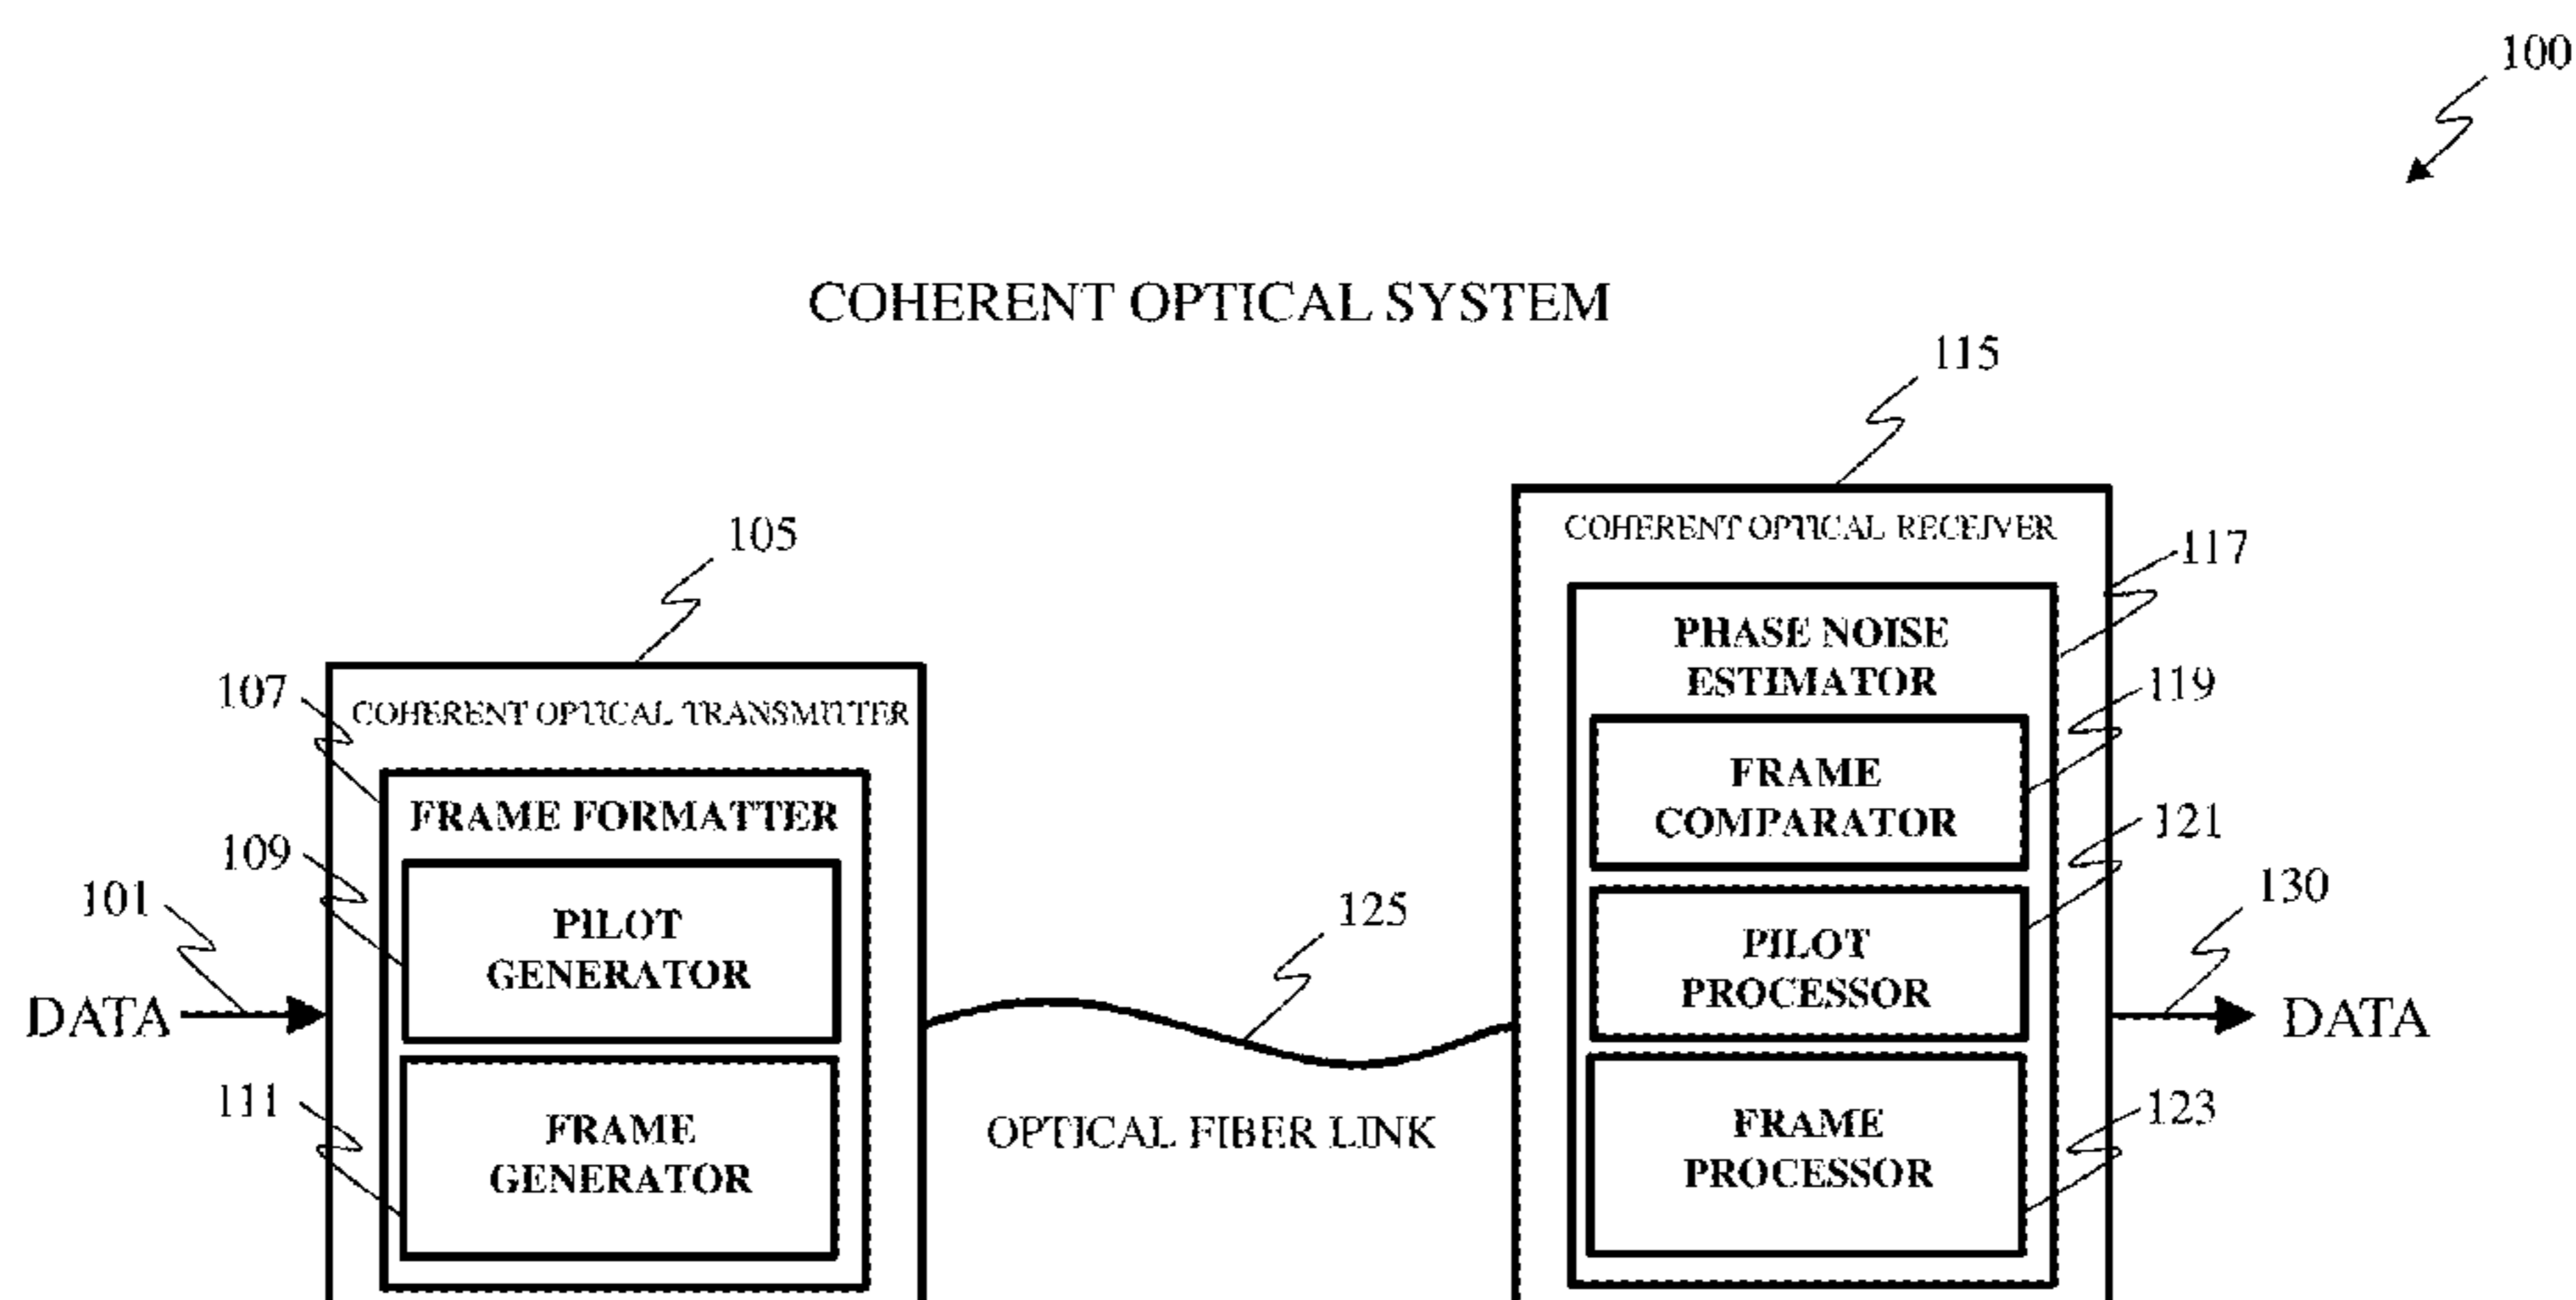 100
COHERENT OPTICAL SYSTEM
115
COHERENT OPTICAL RECEIVER
105
117
PHASE NOISE
ESTIMATOR
107
COHERENT OPTICAL TRANSMITTER
119
FRAME
COMPARATOR
FRAME FORMATTER
109
121
101
PILOT
GENERATOR
125
130
PILOT
PROCESSOR
DATA
DATA
111
FRAME
GENERATOR
OPTICAL FIBER LINK
123
FRAME
PROCESSOR